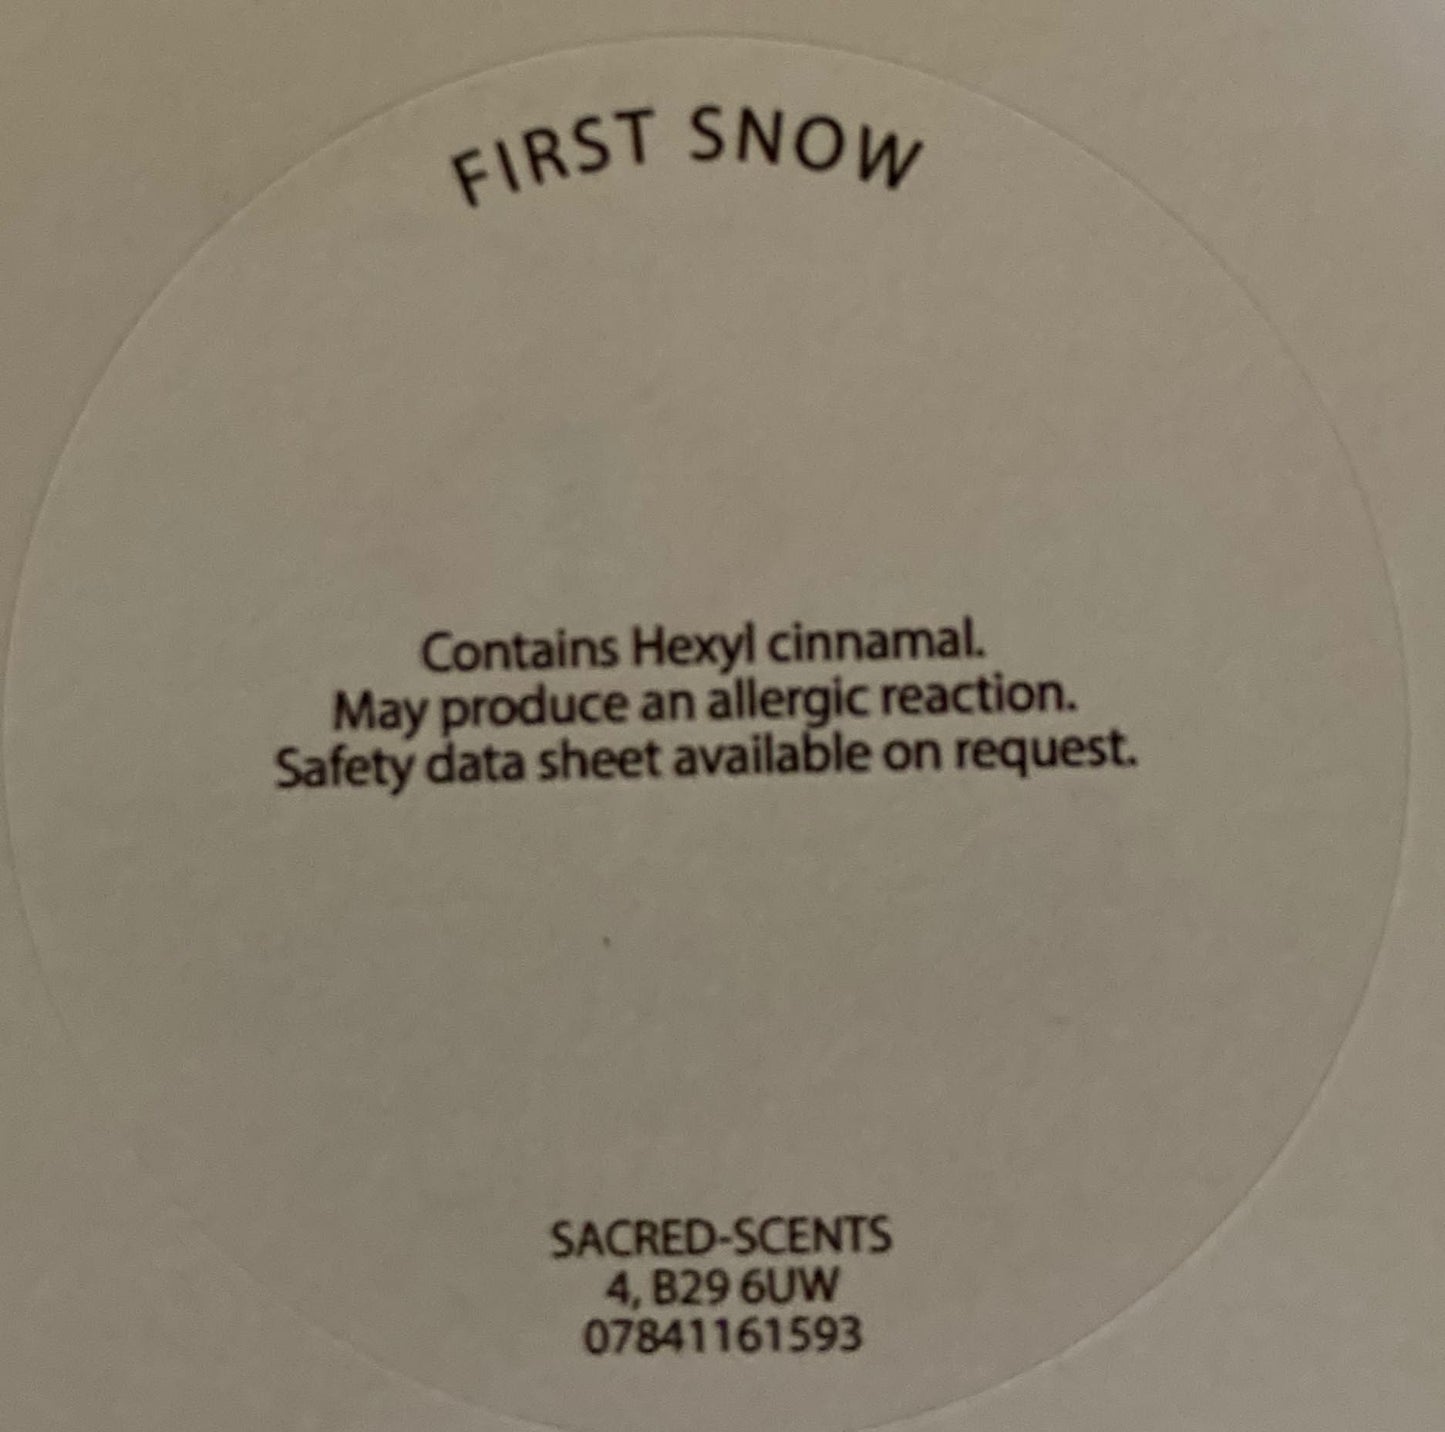 FIRST SNOW
Contains Hexyl cinnamal.
May produce an allergic reaction.
Safety data sheet available on request.
SACRED-SCENTS
4, B29 6UW
07841161593